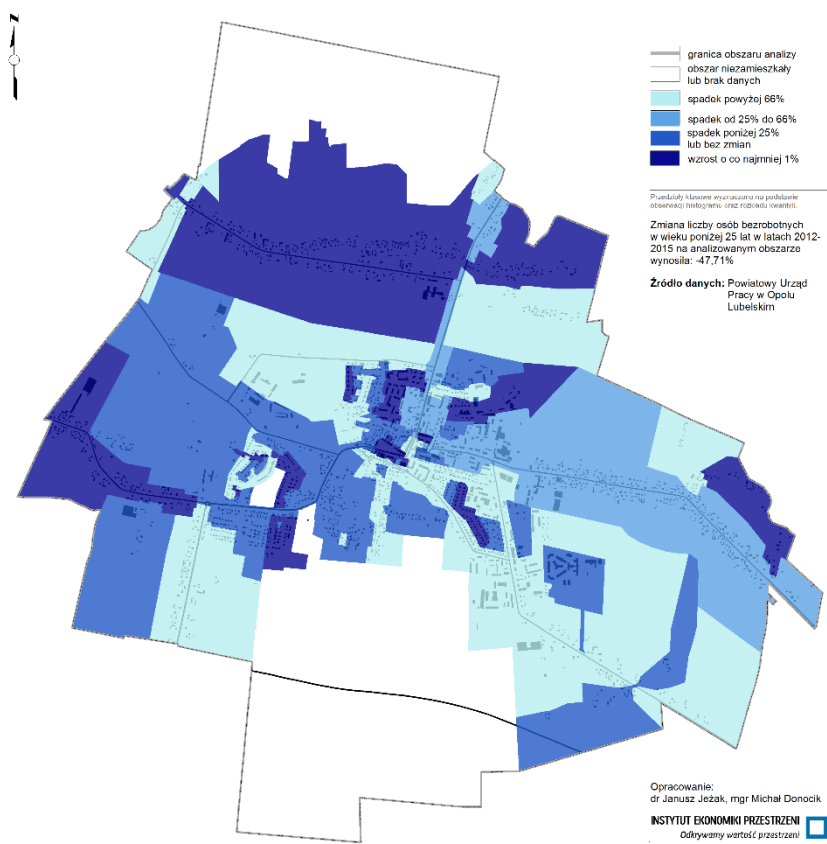 N
granica obszaru analizy
obszar niezamieszkały
lub brak danych
spadek powyżej 66%
spadek od 25% do 66%
spadek poniżej 25%
lub bez zmian
wzrost o co najmniej 1%
Przedziały klasowe wyznaczono na podstawie
obserwacji histogramu oraz rozkładu kwantyli.
Zmiana liczby osób bezrobotnych
w wieku poniżej 25 lat w latach 2012-
2015 na analizowanym obszarze
wynosiła: -47,71%
Źródło danych: Powiatowy Urząd
Pracy w Opolu
Lubelskim
Opracowanie:
dr Janusz Jeżak, mgr Michał Donocik
INSTYTUT EKONOMIKI PRZESTRZENI
Odkrywamy wartość przestrzeni